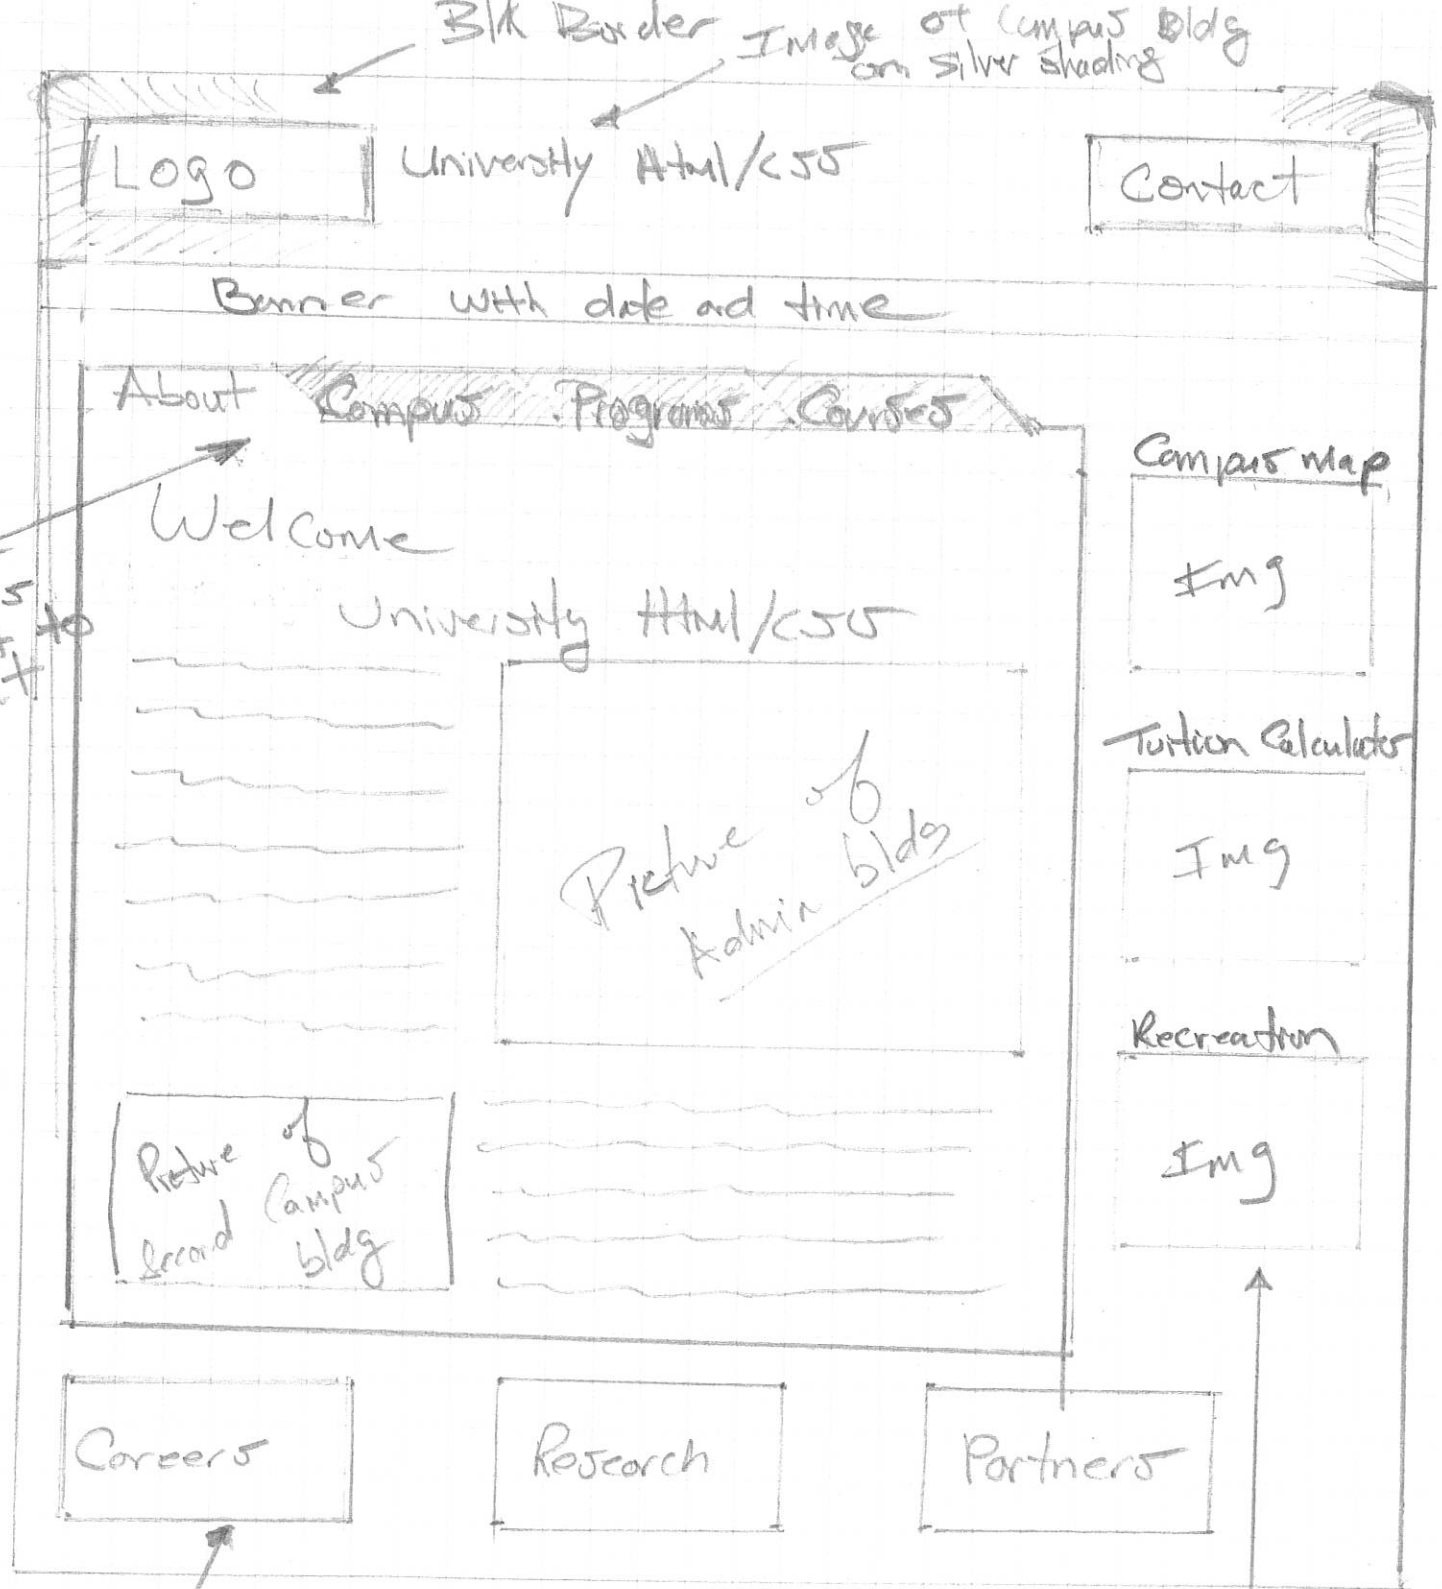 Blk Border
Image of Campus Bldg
on silver shading
Logo
University Html/CSS
Contact
Banner with date ad time
About Campus Programs Courses
Campus Map
Welcome
Img
to
University Html/CSS
Tuition Calculator
Picture of
Admin bldg
Img
Recreation
Picture of
Second Campus
bldg
Img
Careers
Research
Partners